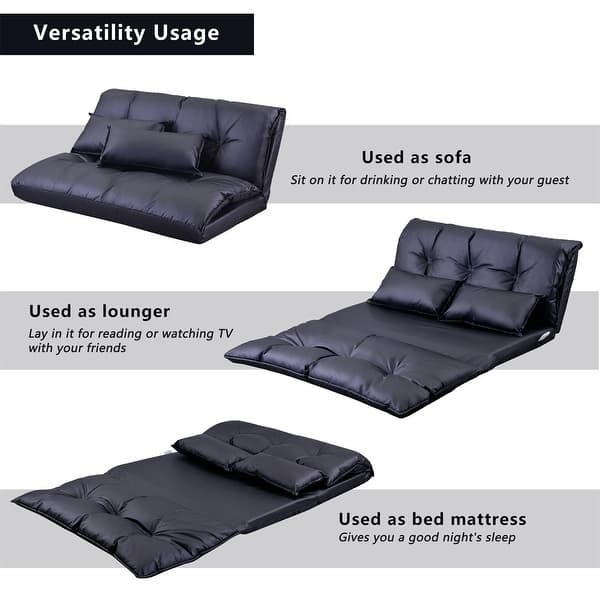 Versatility Usage
Used as sofa
Sit on it for drinking or chatting with your guest
Used as lounger
Lay in it for reading or watching TV
with your friends
Used as bed mattress
Gives you a good night's sleep